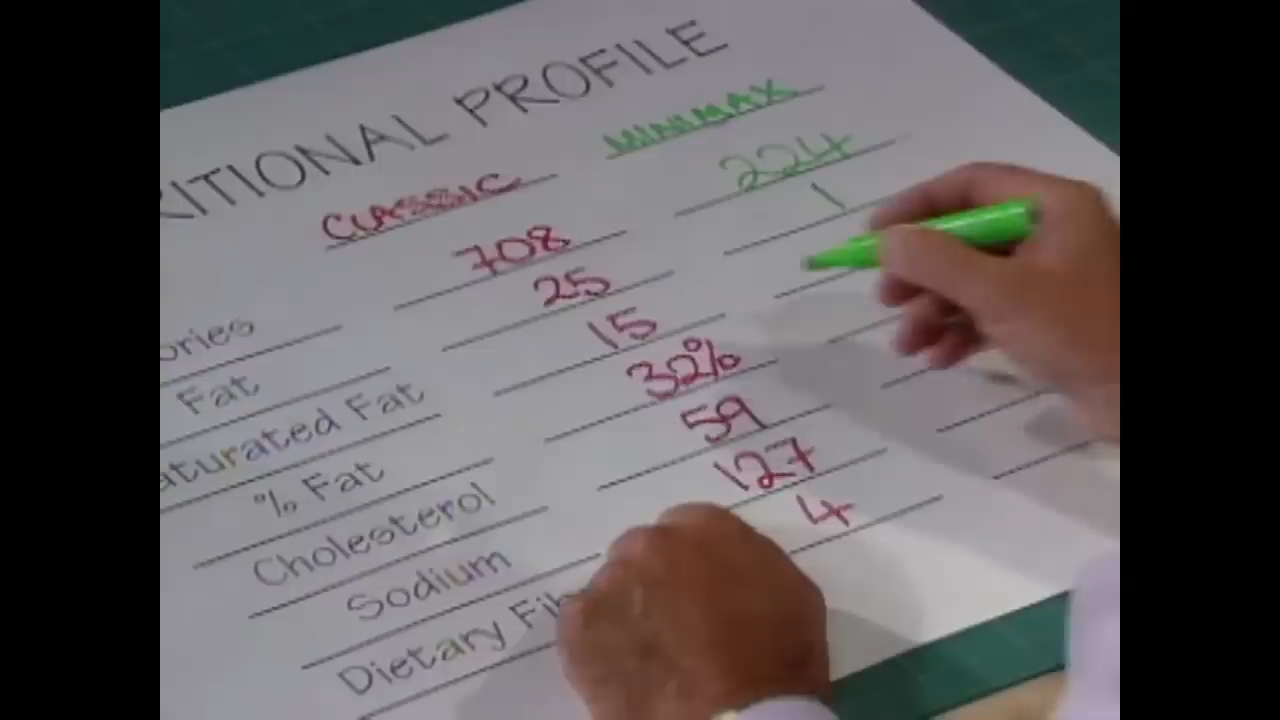 RITIONAL PROFILE
CLASSIC MINIMAX
ories 708 224
Fat 25 1
aturated Fat 15
% Fat 32%
Cholesterol 59
Sodium 127
Dietary Fib 4